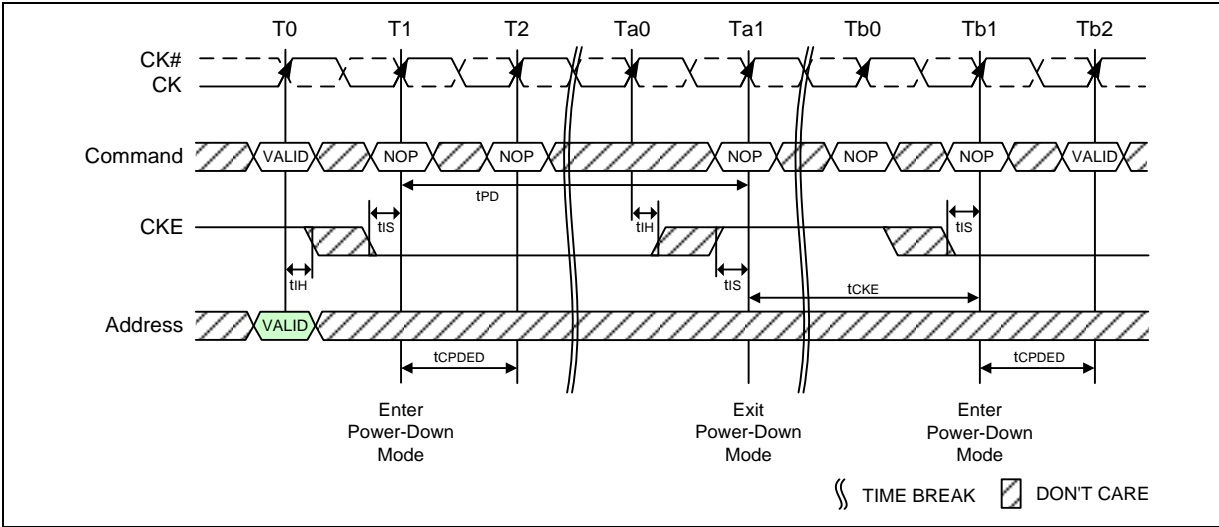 T0 T1 T2 Ta0 Ta1 Tb0 Tb1 Tb2
CK#
CK
Command VALID NOP NOP NOP NOP NOP VALID
tPD
CKE tIS tIH tIS
tIH tIS
tCKE
Address VALID
tCPDED tCPDED
Enter Power-Down Mode
Exit Power-Down Mode
Enter Power-Down Mode
TIME BREAK DON'T CARE